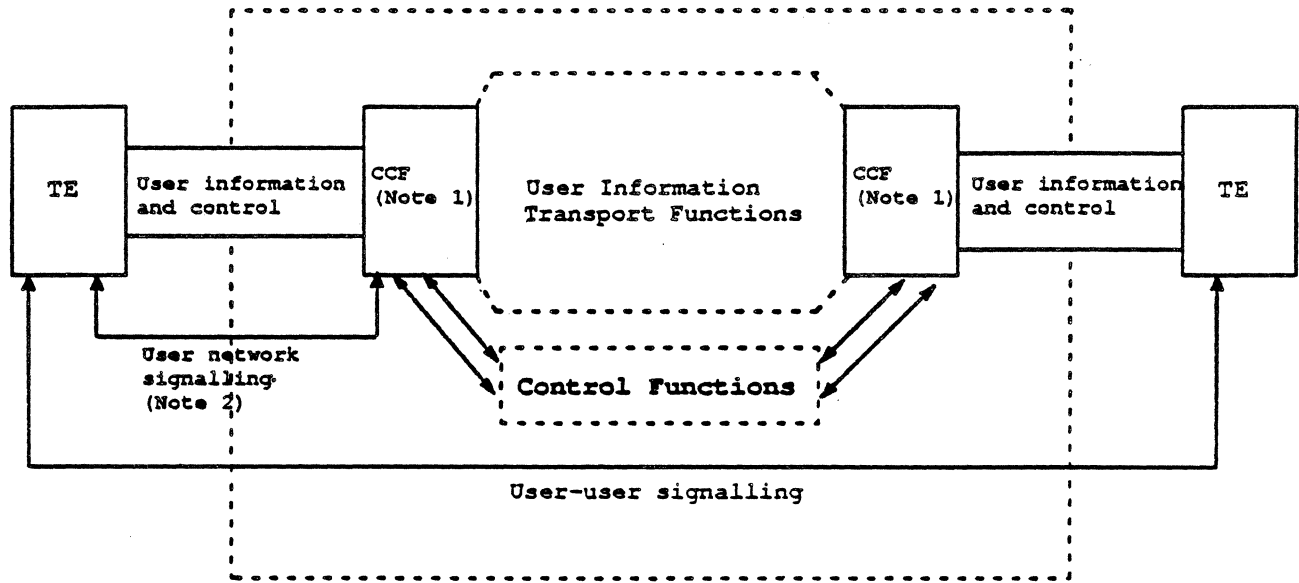 TE
User information
and control
CCF
(Note 1)
User Information
Transport Functions
CCF
(Note 1)
User information
and control
TE
User network
signalling
(Note 2)
Control Functions
User-user signalling